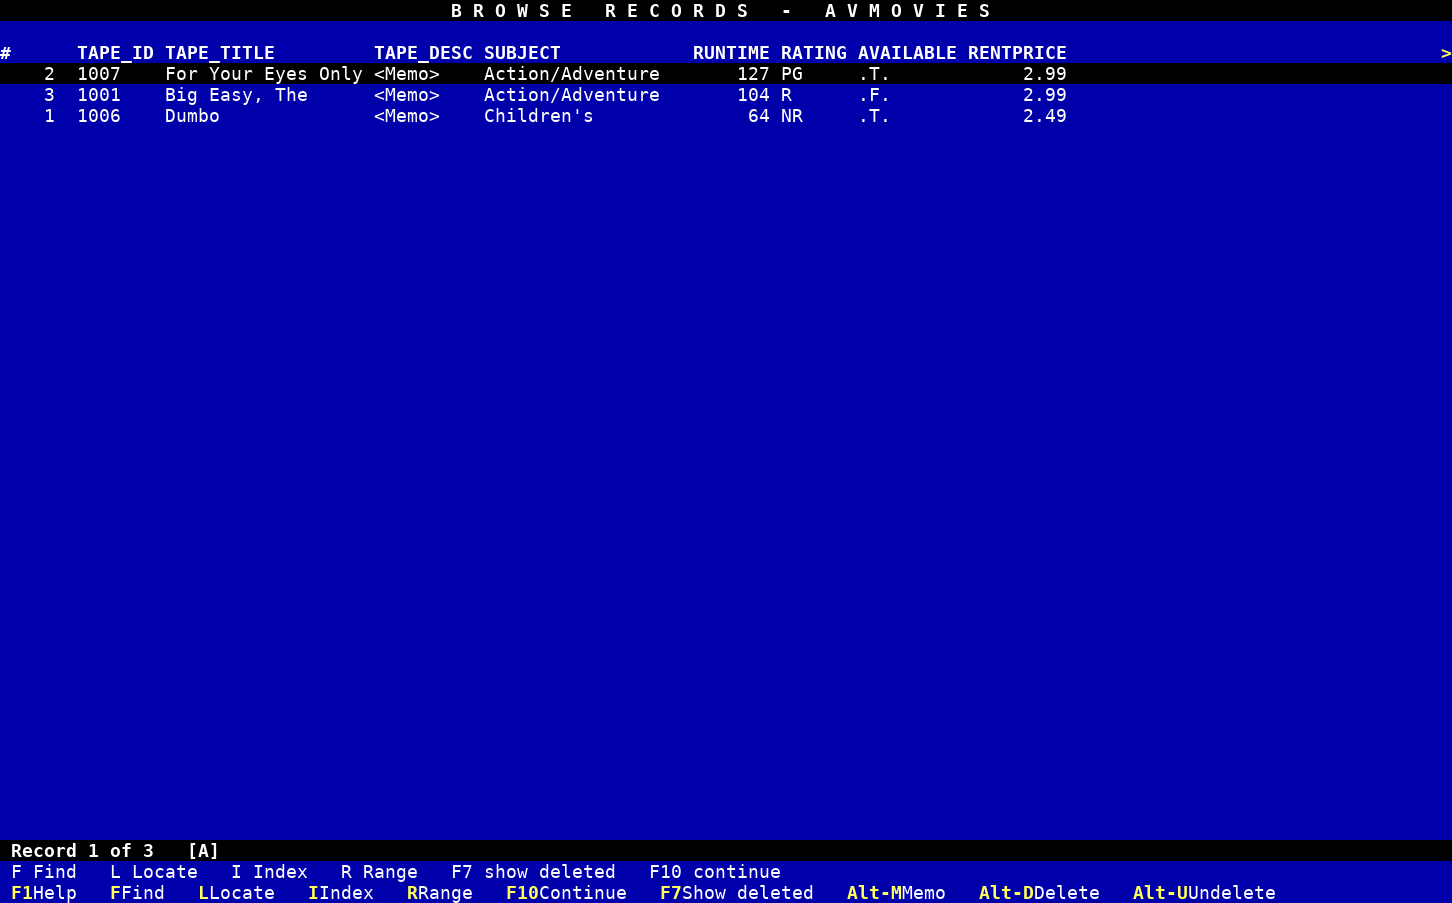 B R O W S E   R E C O R D S   -   A V M O V I E S
#      TAPE_ID TAPE_TITLE         TAPE_DESC SUBJECT            RUNTIME RATING AVAILABLE RENTPRICE                                  >
    2  1007    For Your Eyes Only <Memo>    Action/Adventure       127 PG     .T.            2.99
    3  1001    Big Easy, The      <Memo>    Action/Adventure       104 R      .F.            2.99
    1  1006    Dumbo              <Memo>    Children's              64 NR     .T.            2.49
Record 1 of 3   [A]
F Find   L Locate   I Index   R Range   F7 show deleted   F10 continue
F1Help   FFind   LLocate   IIndex   RRange   F10Continue   F7Show deleted   Alt-MMemo   Alt-DDelete   Alt-UUndelete